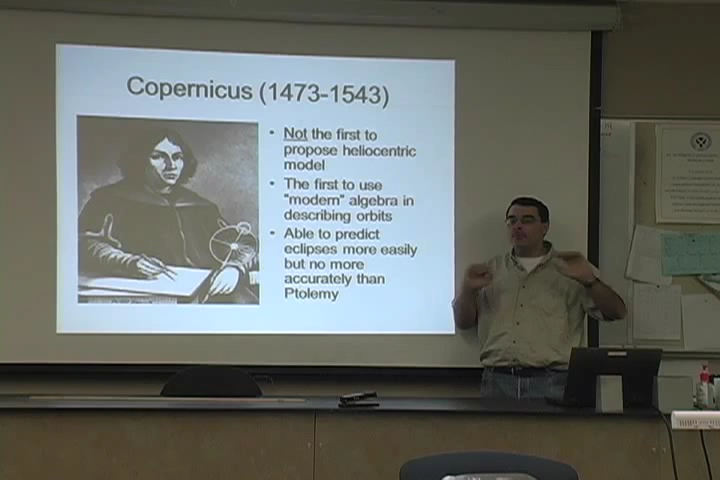 Copernicus (1473-1543)
• Not the first to
propose heliocentric
model
• The first to use
"modern" algebra in
describing orbits
• Able to predict
eclipses more easily
but no more
accurately than
Ptolemy